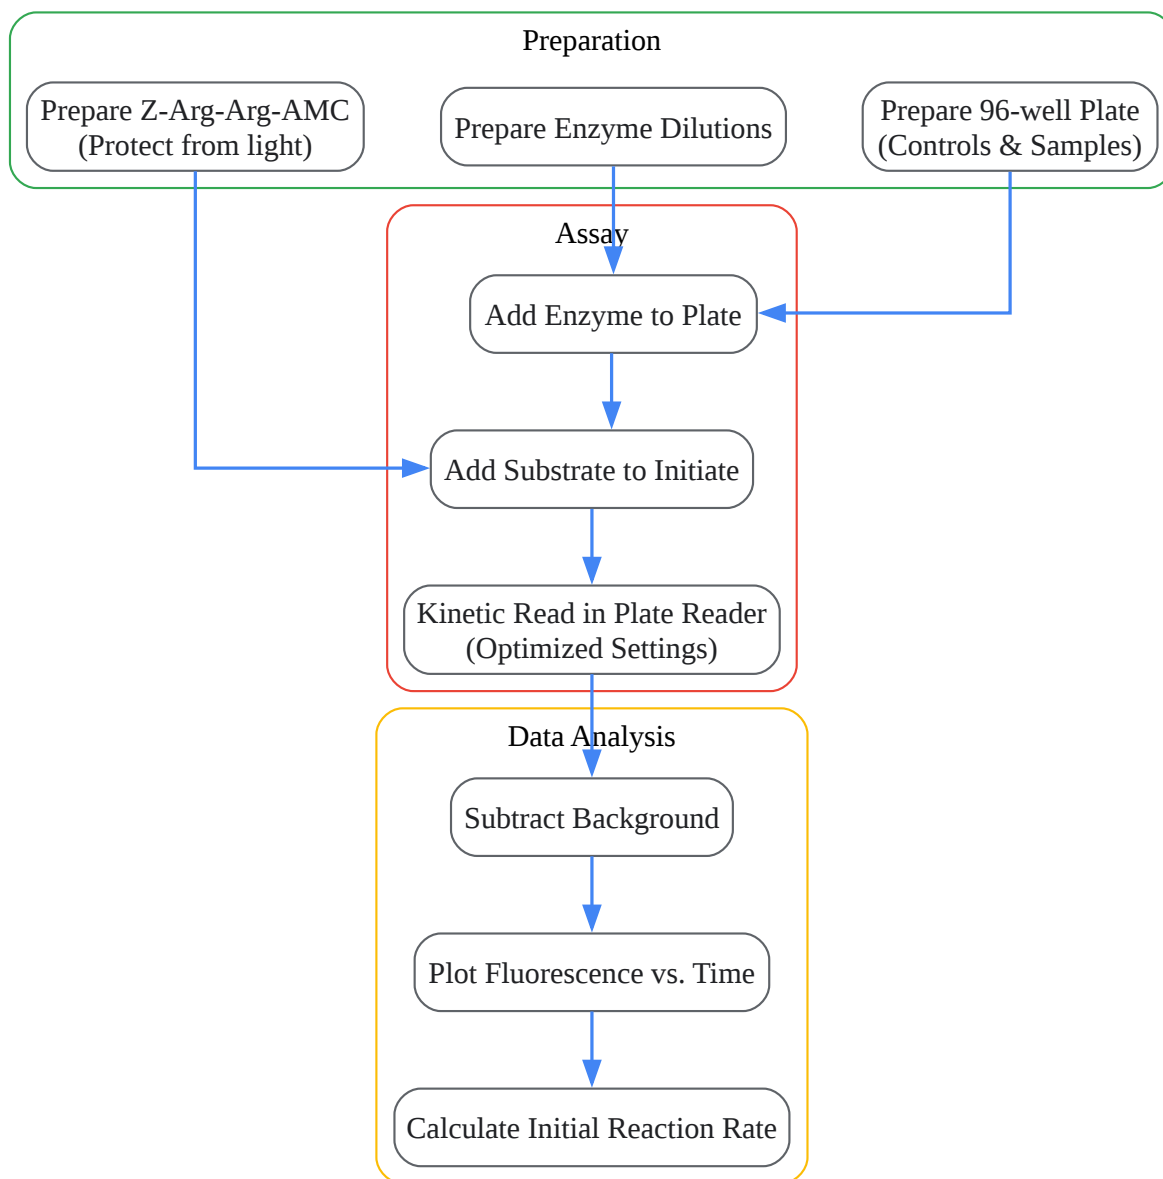 Preparation
Prepare Z-Arg-Arg-AMC
(Protect from light)
Prepare Enzyme Dilutions
Prepare 96-well Plate
(Controls & Samples)
Assay
Add Enzyme to Plate
Add Substrate to Initiate
Kinetic Read in Plate Reader
(Optimized Settings)
Data Analysis
Subtract Background
Plot Fluorescence vs. Time
Calculate Initial Reaction Rate